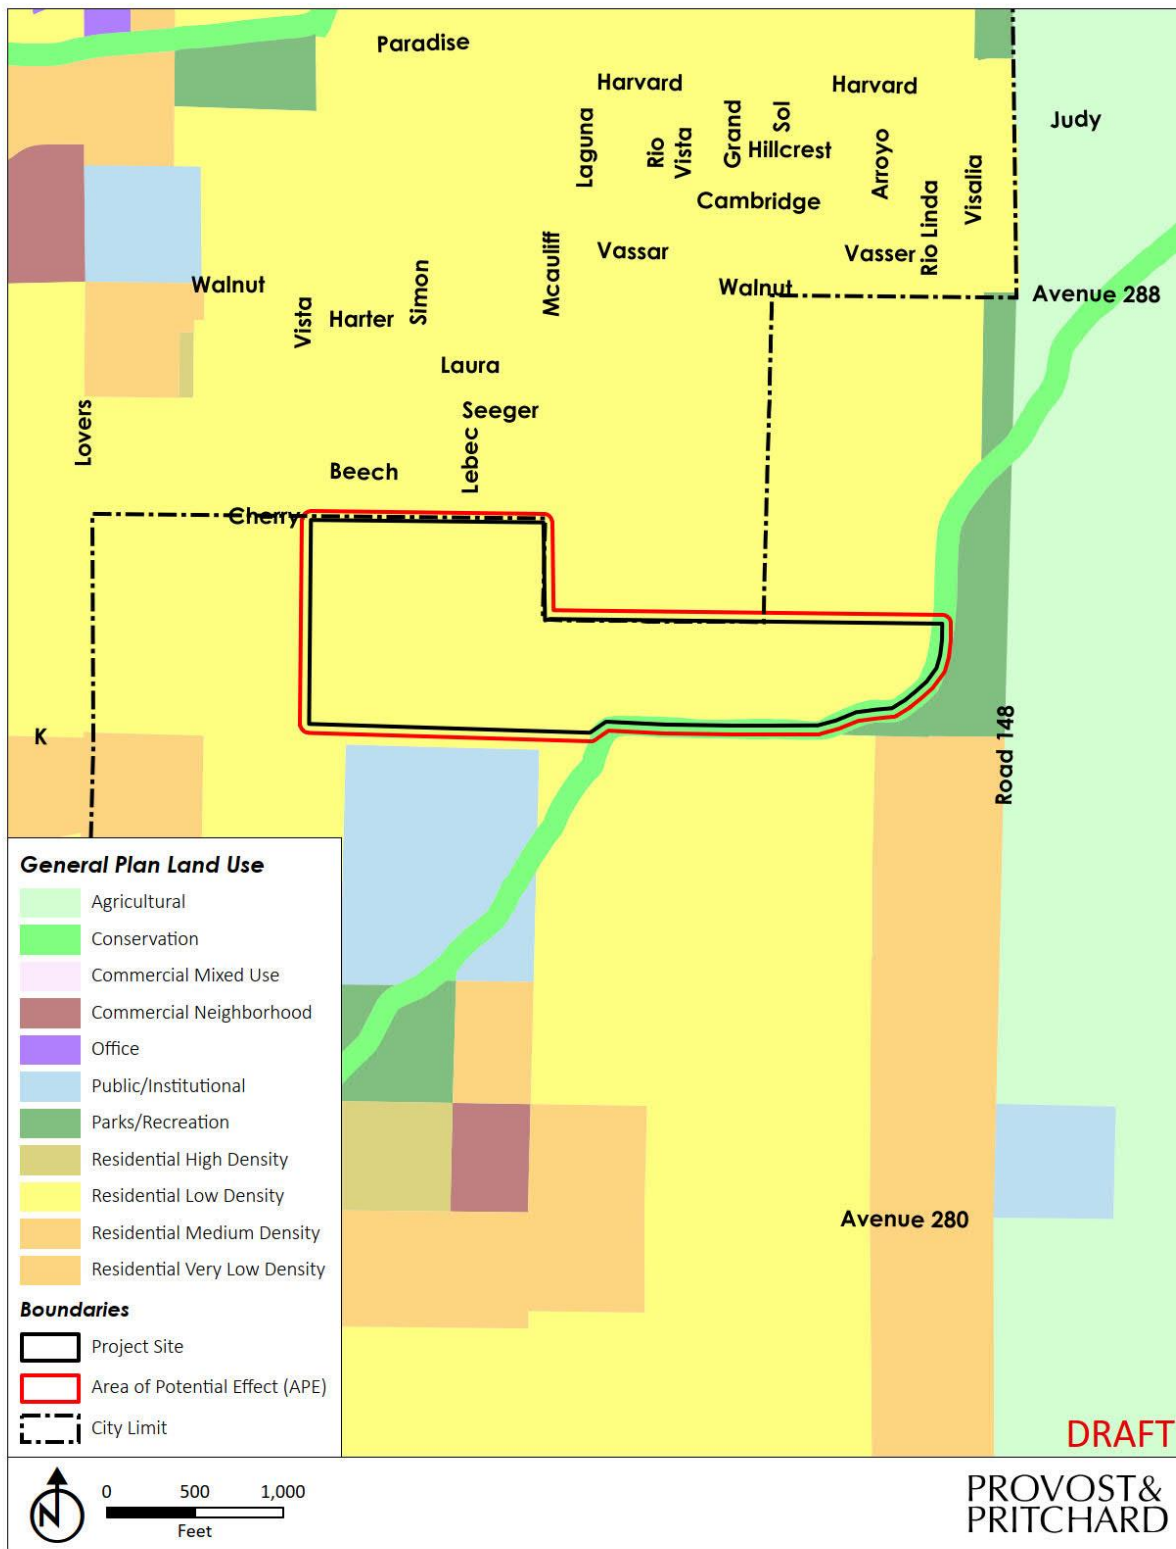 Paradise
Harvard
Harvard
Laguna
Rio
Vista
Grand
Sol
Hillcrest
Arroyo
Judy
Cambridge
Rio Linda
Visalia
Mcauliff
Vassar
Vasser
Walnut
Simon
Walnut
Avenue 288
Vista
Harter
Laura
Seeger
Lovers
Lebec
Beech
Cherry
K
Road 148
Avenue 280
General Plan Land Use
Agricultural
Conservation
Commercial Mixed Use
Commercial Neighborhood
Office
Public/Institutional
Parks/Recreation
Residential High Density
Residential Low Density
Residential Medium Density
Residential Very Low Density
Boundaries
Project Site
Area of Potential Effect (APE)
City Limit
DRAFT
N
0 500 1,000
Feet
PROVOST&
PRITCHARD